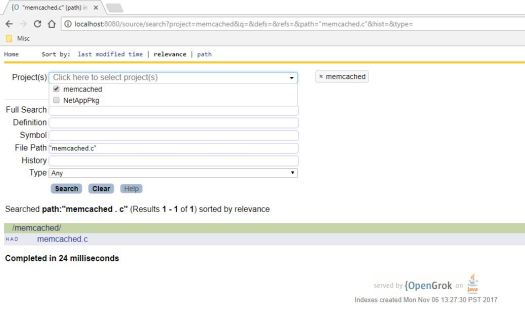 {O "memcached.c" (path) in
localhost:8080/source/search?project=memcached&q=&defs=&refs=&path="memcached.c"&hist=&type=
Misc
Home Sort by: last modified time | relevance | path
Project(s) Click here to select project(s) × memcached
memcached
NetAppPkg
Full Search
Definition
Symbol
File Path "memcached.c"
History
Type Any
Search Clear Help
Searched path:"memcached . c" (Results 1 - 1 of 1) sorted by relevance
/memcached/
H A D memcached.c
Completed in 24 milliseconds
served by {OpenGrok on Java
Indexes created Mon Nov 06 13:27:30 PST 2017